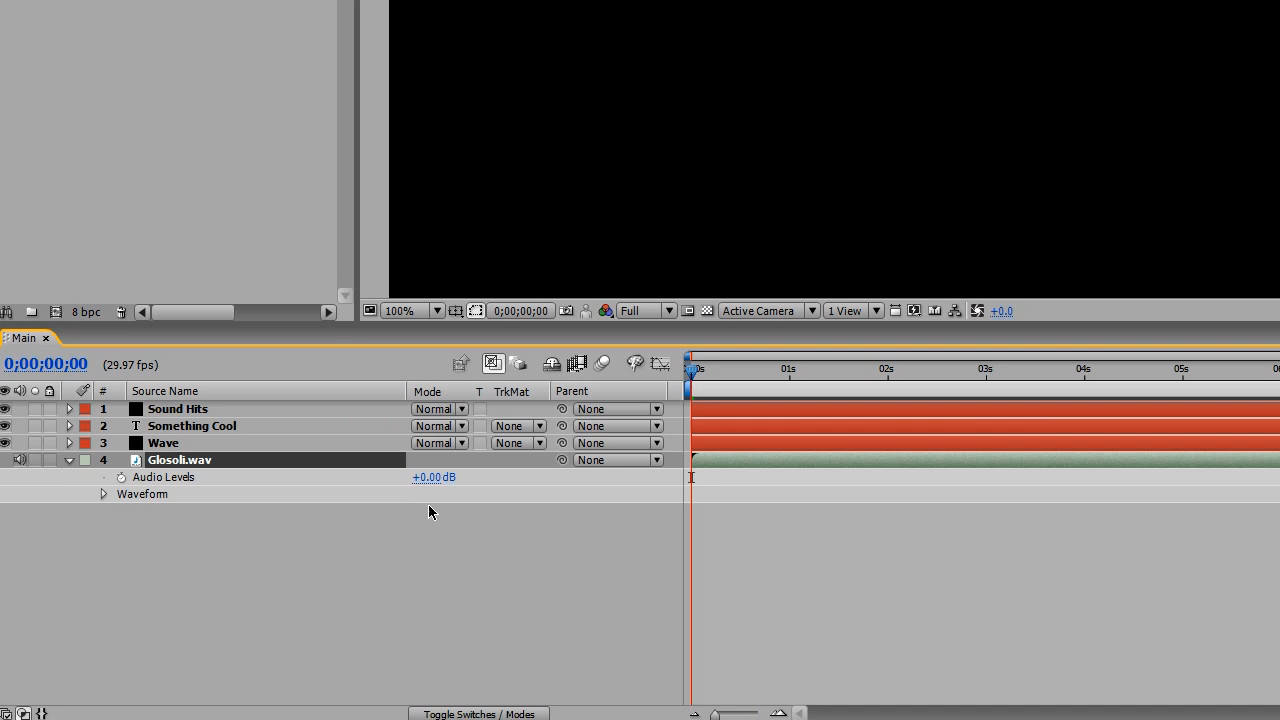 8 bpc 100% 0;00;00;00 Full Active Camera 1 View +0.0
Main
0;00;00;00 (29.97 fps)
# Source Name Mode T TrkMat Parent 01s 02s 03s 04s 05s
1 Sound Hits Normal None
2 T Something Cool Normal None None
3 Wave Normal None None
4 Glosoli.wav None
Audio Levels +0.00 dB
Waveform
Toggle Switches / Modes